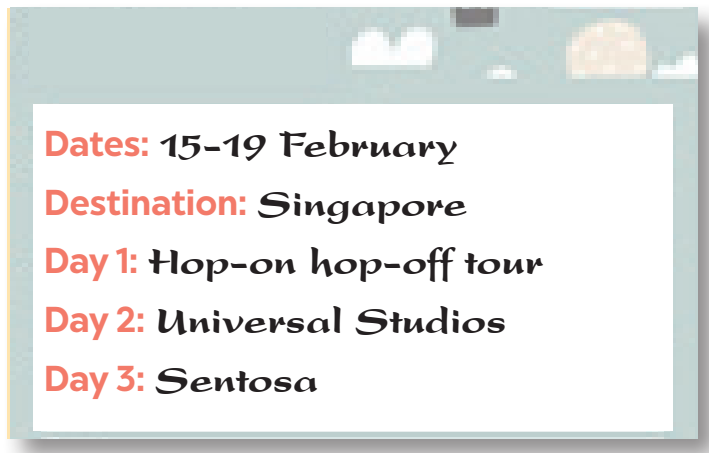 Dates: 15-19 February
Destination: Singapore
Day 1: Hop-on hop-off tour
Day 2: Universal Studios
Day 3: Sentosa